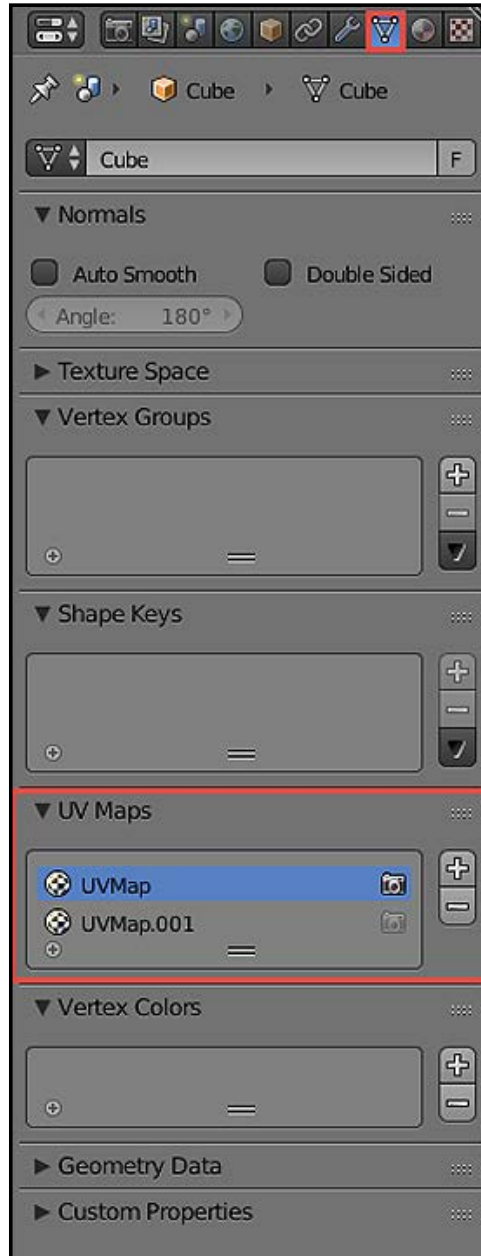 Cube Cube
Cube F
Normals
Auto Smooth Double Sided
Angle: 180°
Texture Space
Vertex Groups
Shape Keys
UV Maps
UVMap
UVMap.001
Vertex Colors
Geometry Data
Custom Properties